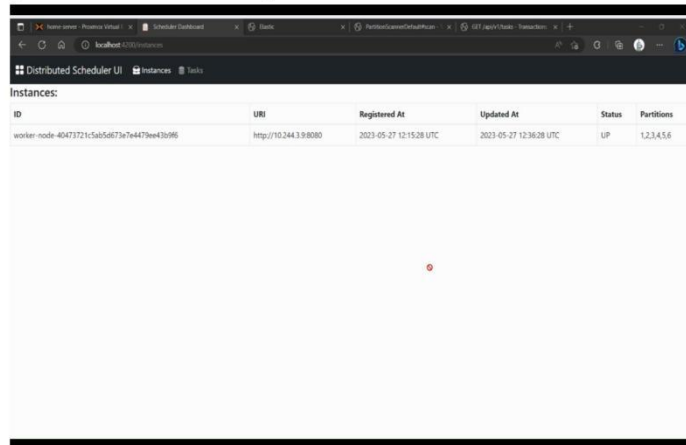 home server - Proxmox Virtual Scheduler Dashboard Elastic PartitionScannerDefault#scan - GET /api/v1/tasks - Transactions
localhost:4200/instances
Distributed Scheduler UI Instances Tasks
Instances:
ID URI Registered At Updated At Status Partitions
worker-node-40473721c5ab5d673e7e4479ee43b9f6 http://10.244.3.9:8080 2023-05-27 12:15:28 UTC 2023-05-27 12:36:28 UTC UP 1,2,3,4,5,6